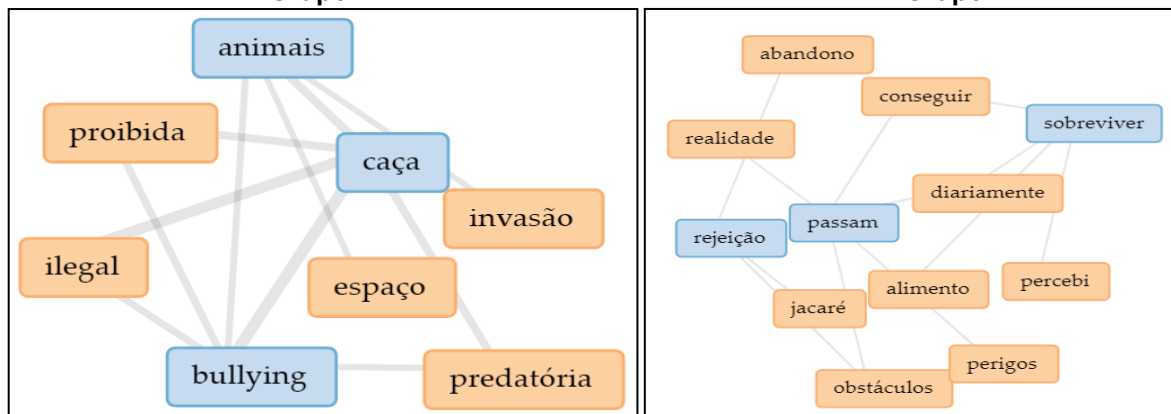 animais
proibida
caça
invasão
ilegal
espaço
bullying
predatória
abandono
conseguir
sobreviver
realidade
diariamente
passam
rejeição
percebi
alimento
jacaré
perigos
obstáculos